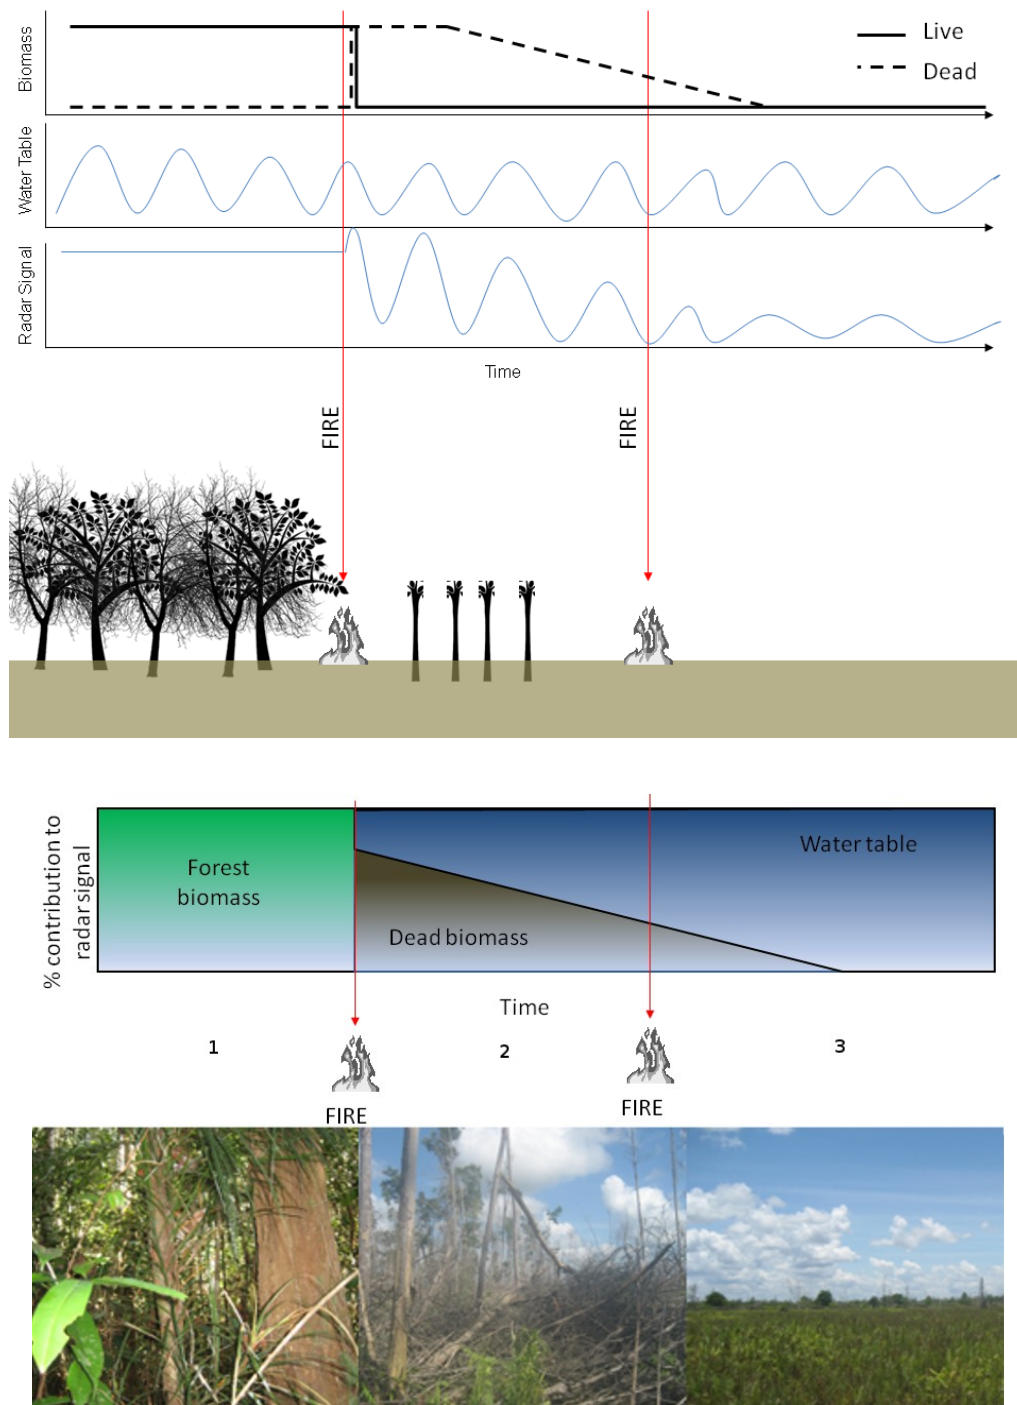 Biomass
Live
Dead
Water Table
Radar Signal
Time
FIRE
FIRE
% contribution to
radar signal
Forest
biomass
Water table
Dead biomass
Time
1
2
3
FIRE
FIRE